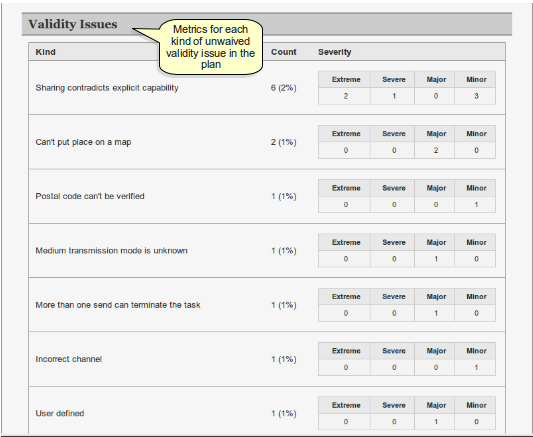 Validity Issues
Metrics for each
kind of unwaived
validity issue in the
plan
Kind Count Severity
Sharing contradicts explicit capability 6 (2%)
Extreme Severe Major Minor
2 1 0 3
Can't put place on a map 2 (1%)
Extreme Severe Major Minor
0 0 2 0
Postal code can't be verified 1 (1%)
Extreme Severe Major Minor
0 0 0 1
Medium transmission mode is unknown 1 (1%)
Extreme Severe Major Minor
0 0 1 0
More than one send can terminate the task 1 (1%)
Extreme Severe Major Minor
0 0 1 0
Incorrect channel 1 (1%)
Extreme Severe Major Minor
0 0 0 1
User defined 1 (1%)
Extreme Severe Major Minor
0 0 1 0